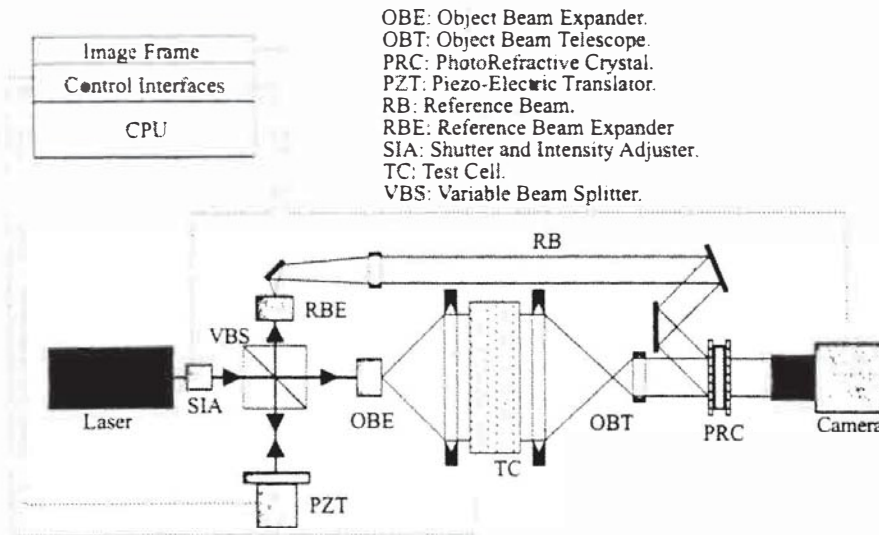 OBE: Object Beam Expander.
OBT: Object Beam Telescope.
PRC: PhotoRefractive Crystal.
PZT: Piezo-Electric Translator.
RB: Reference Beam.
RBE: Reference Beam Expander
SIA: Shutter and Intensity Adjuster.
TC: Test Cell.
VBS: Variable Beam Splitter.
Image Frame
Control Interfaces
CPU
RB
RBE
VBS
Laser
SIA
OBE
TC
OBT
PRC
Camera
PZT